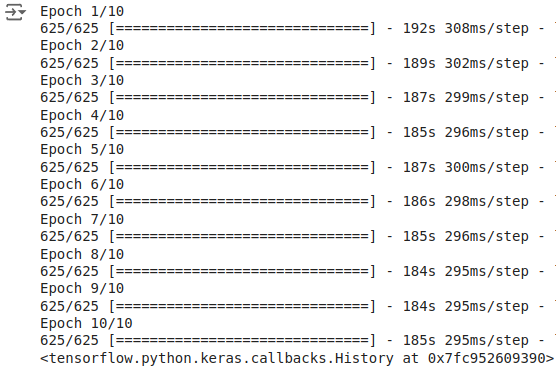 Epoch 1/10
625/625 [==============================] - 192s 308ms/step -
Epoch 2/10
625/625 [==============================] - 189s 302ms/step -
Epoch 3/10
625/625 [==============================] - 187s 299ms/step -
Epoch 4/10
625/625 [==============================] - 185s 296ms/step -
Epoch 5/10
625/625 [==============================] - 187s 300ms/step -
Epoch 6/10
625/625 [==============================] - 186s 298ms/step -
Epoch 7/10
625/625 [==============================] - 185s 296ms/step -
Epoch 8/10
625/625 [==============================] - 184s 295ms/step -
Epoch 9/10
625/625 [==============================] - 184s 295ms/step -
Epoch 10/10
625/625 [==============================] - 185s 295ms/step -
<tensorflow.python.keras.callbacks.History at 0x7fc952609390>